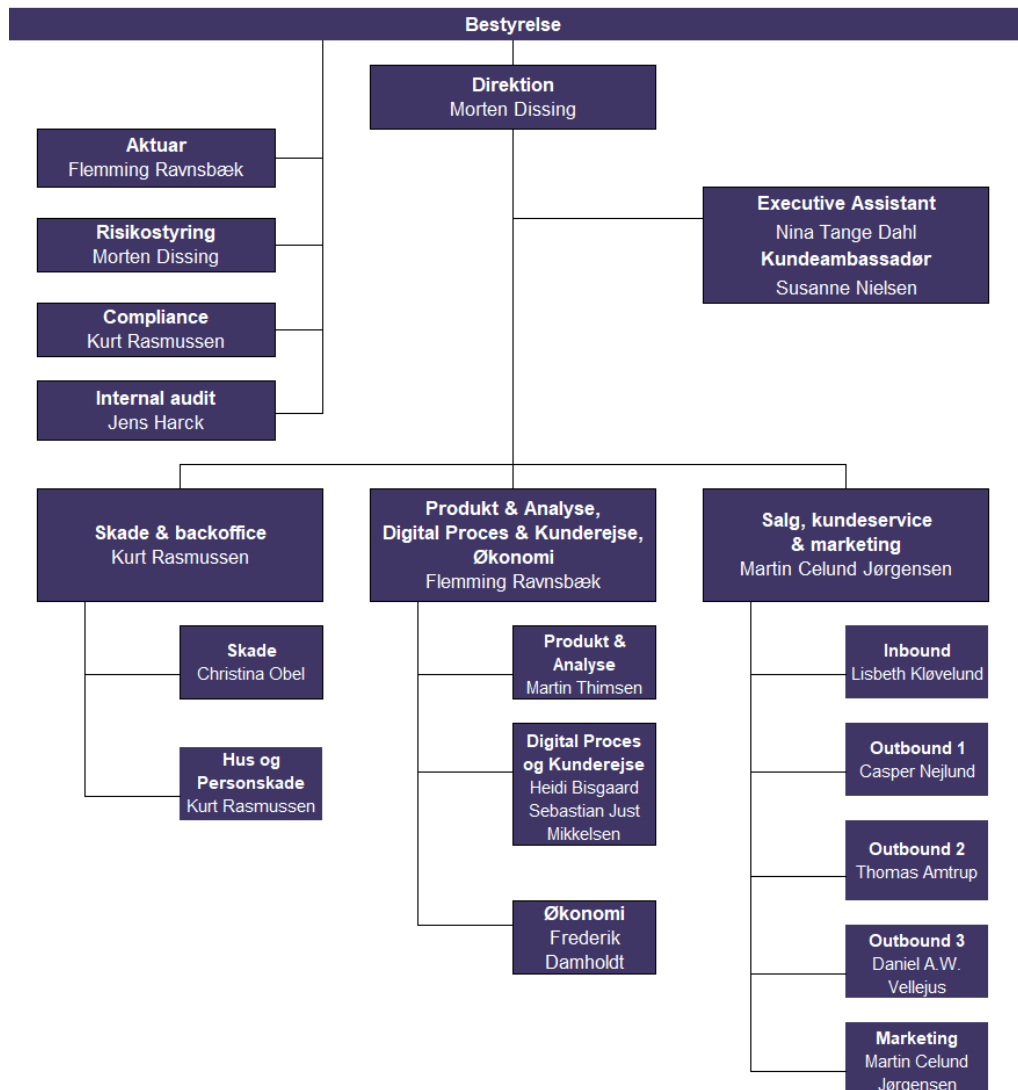 Bestyrelse
Direktion
Morten Dissing
Aktuar
Flemming Ravnsbæk
Risikostyring
Morten Dissing
Compliance
Kurt Rasmussen
Internal audit
Jens Harck
Executive Assistant
Nina Tange Dahl
Kundeambassadør
Susanne Nielsen
Skade & backoffice
Kurt Rasmussen
Skade
Christina Obel
Hus og
Personskade
Kurt Rasmussen
Produkt & Analyse,
Digital Proces & Kunderejse,
Økonomi
Flemming Ravnsbæk
Produkt &
Analyse
Martin Thimsen
Digital Proces
og Kunderejse
Heidi Bisgaard
Sebastian Just
Mikkelsen
Økonomi
Frederik
Damholdt
Salg, kundeservice
& marketing
Martin Celund Jørgensen
Inbound
Lisbeth Kløvelund
Outbound 1
Casper Nejlund
Outbound 2
Thomas Amtrup
Outbound 3
Daniel A.W.
Vellejus
Marketing
Martin Celund
Jørgensen